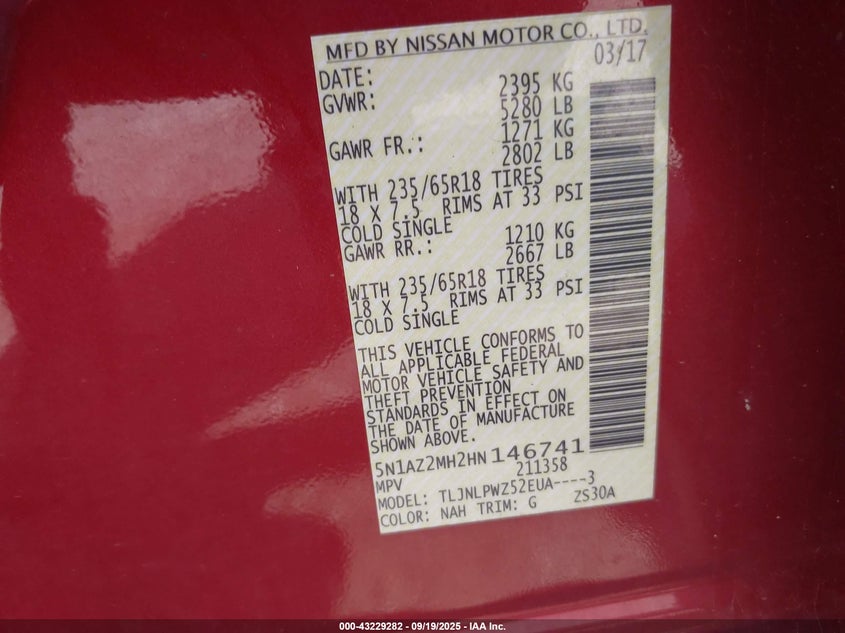 MFD BY NISSAN MOTOR CO., LTD.
DATE: 03/17
GVWR: 2395 KG
5280 LB
GAWR FR.: 1271 KG
2802 LB
WITH 235/65R18 TIRES
18 X 7.5 RIMS AT 33 PSI
COLD SINGLE
GAWR RR.: 1210 KG
2667 LB
WITH 235/65R18 TIRES
18 X 7.5 RIMS AT 33 PSI
COLD SINGLE
THIS VEHICLE CONFORMS TO
ALL APPLICABLE FEDERAL
MOTOR VEHICLE SAFETY AND
THEFT PREVENTION
STANDARDS IN EFFECT ON
THE DATE OF MANUFACTURE
SHOWN ABOVE.
5N1AZ2MH2HN146741
MPV 211358
MODEL: TLJNLPWZ52EUA----3
COLOR: NAH TRIM: G ZS30A
000-43229282 - 09/19/2025 - IAA Inc.